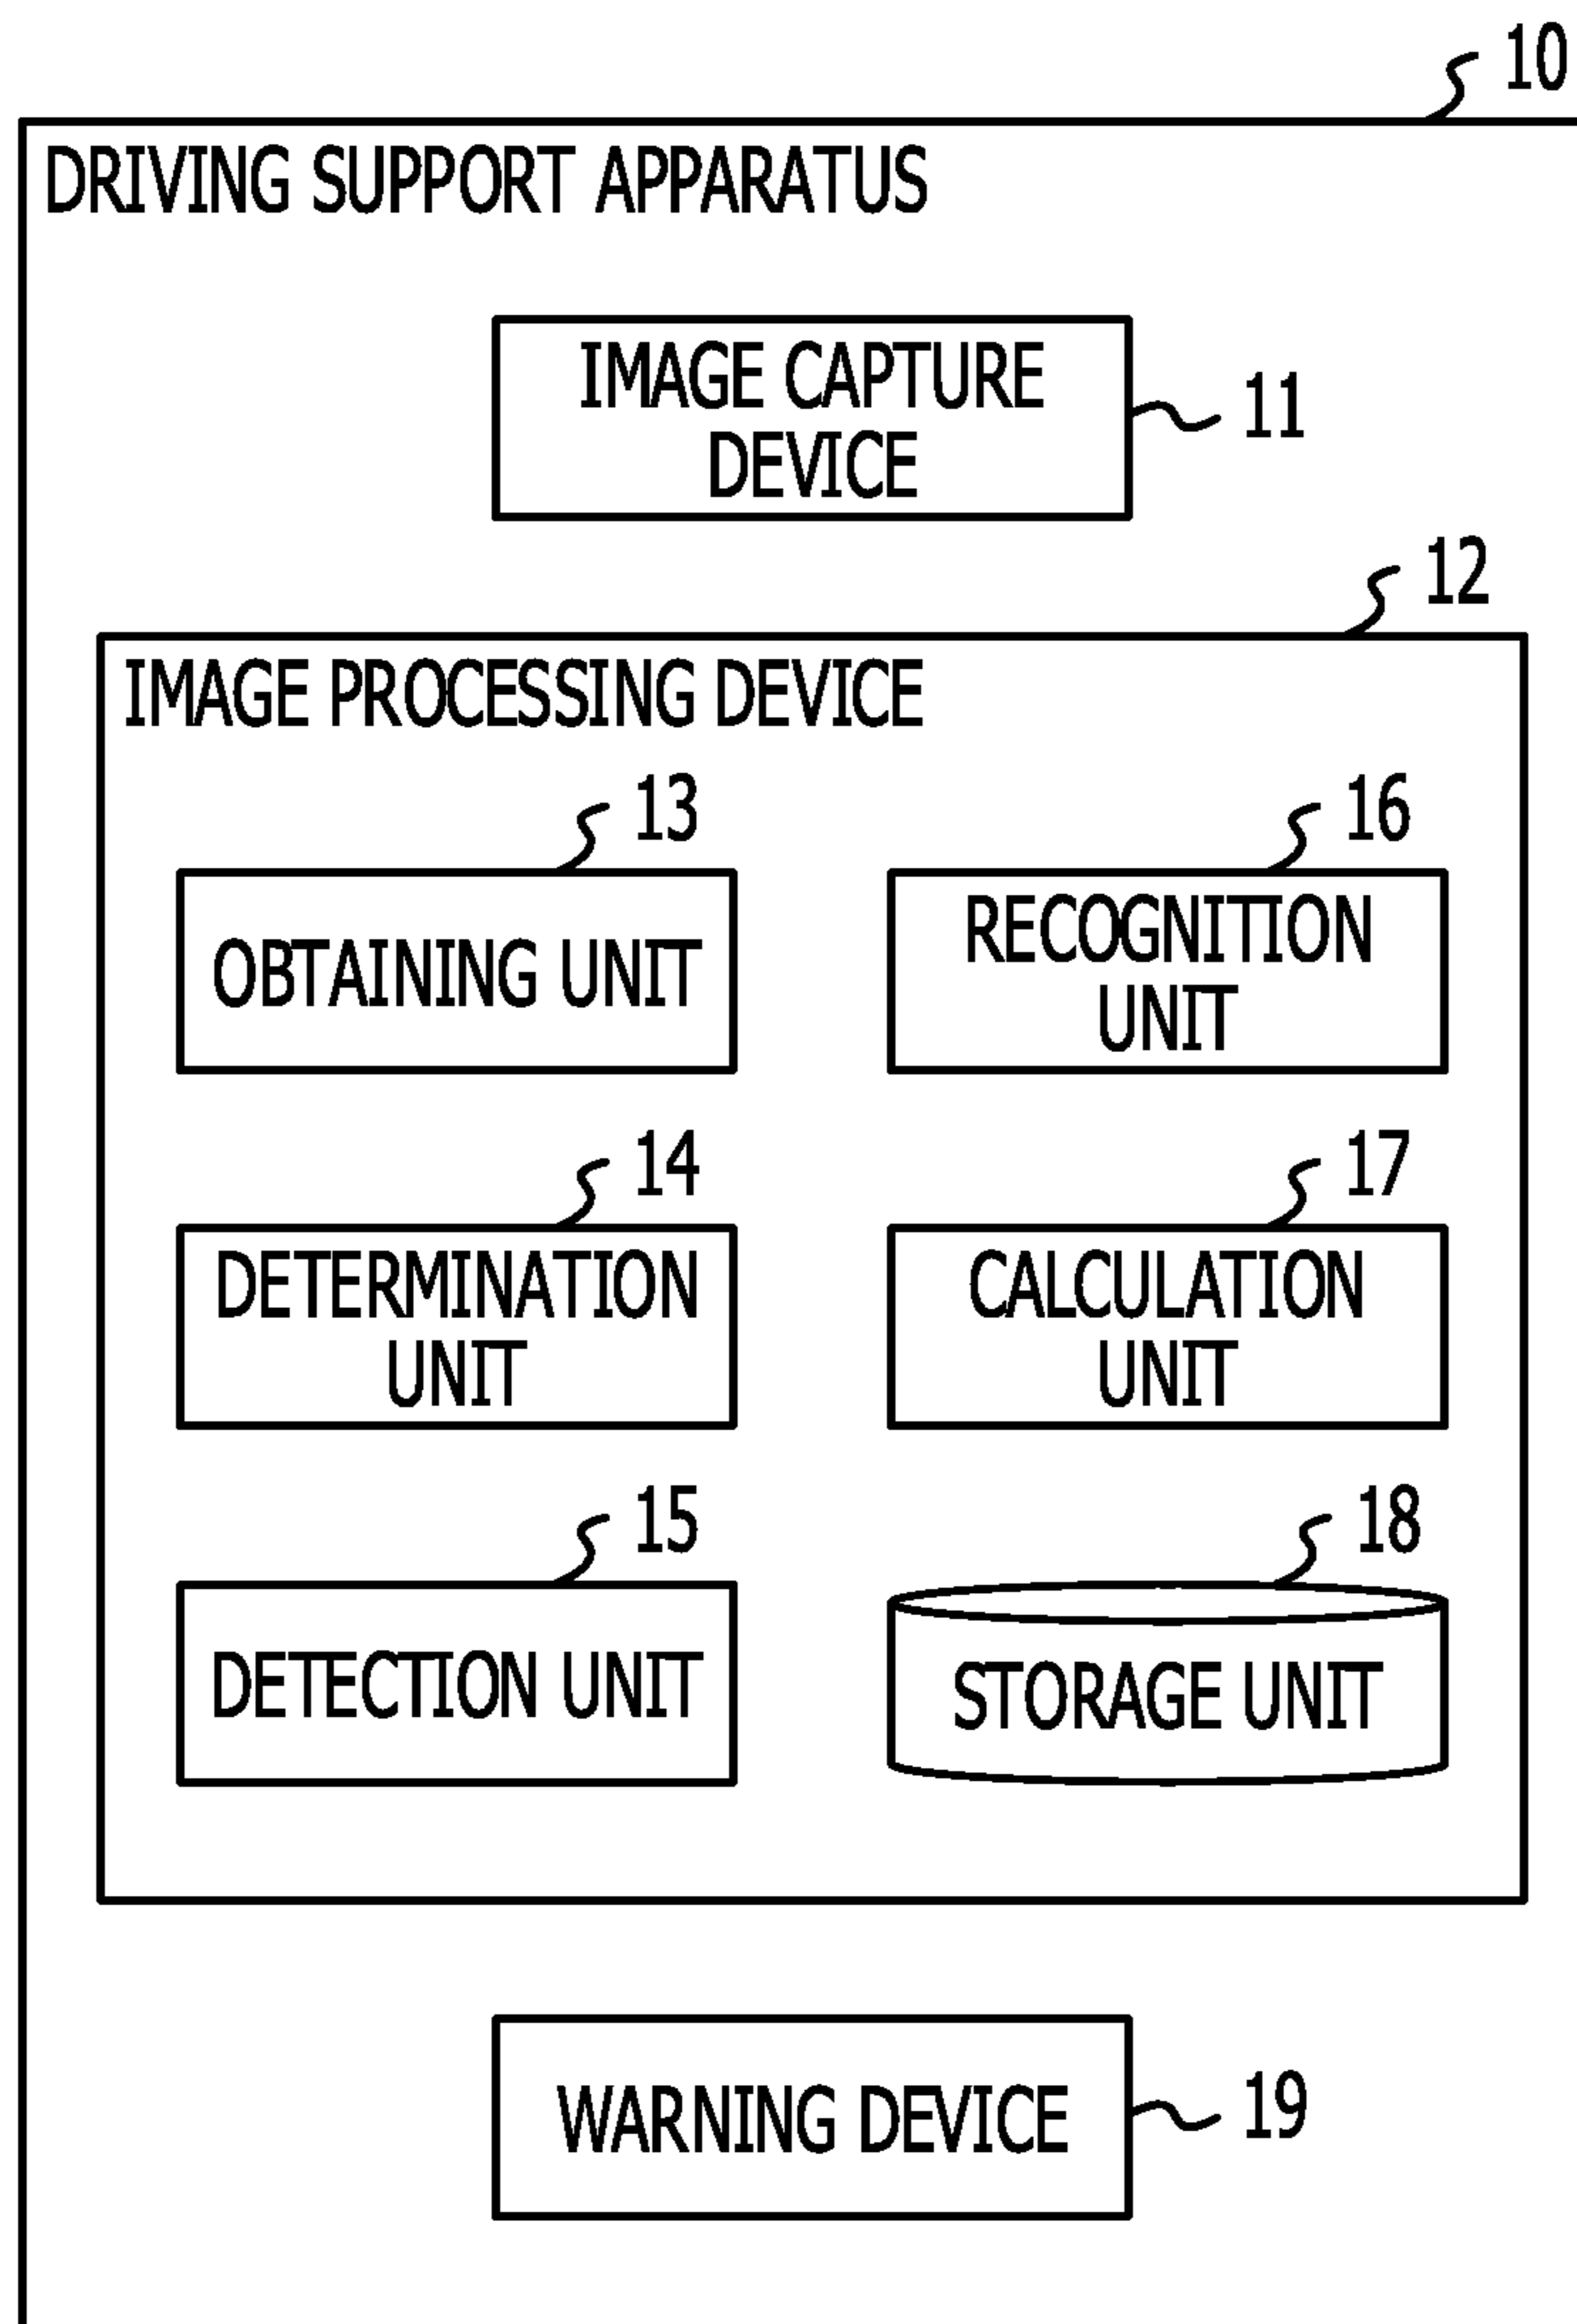 10
DRIVING SUPPORT APPARATUS
IMAGE CAPTURE
DEVICE
11
12
IMAGE PROCESSING DEVICE
13
OBTAINING UNIT
16
RECOGNITION
UNIT
14
DETERMINATION
UNIT
17
CALCULATION
UNIT
15
DETECTION UNIT
18
STORAGE UNIT
WARNING DEVICE
19